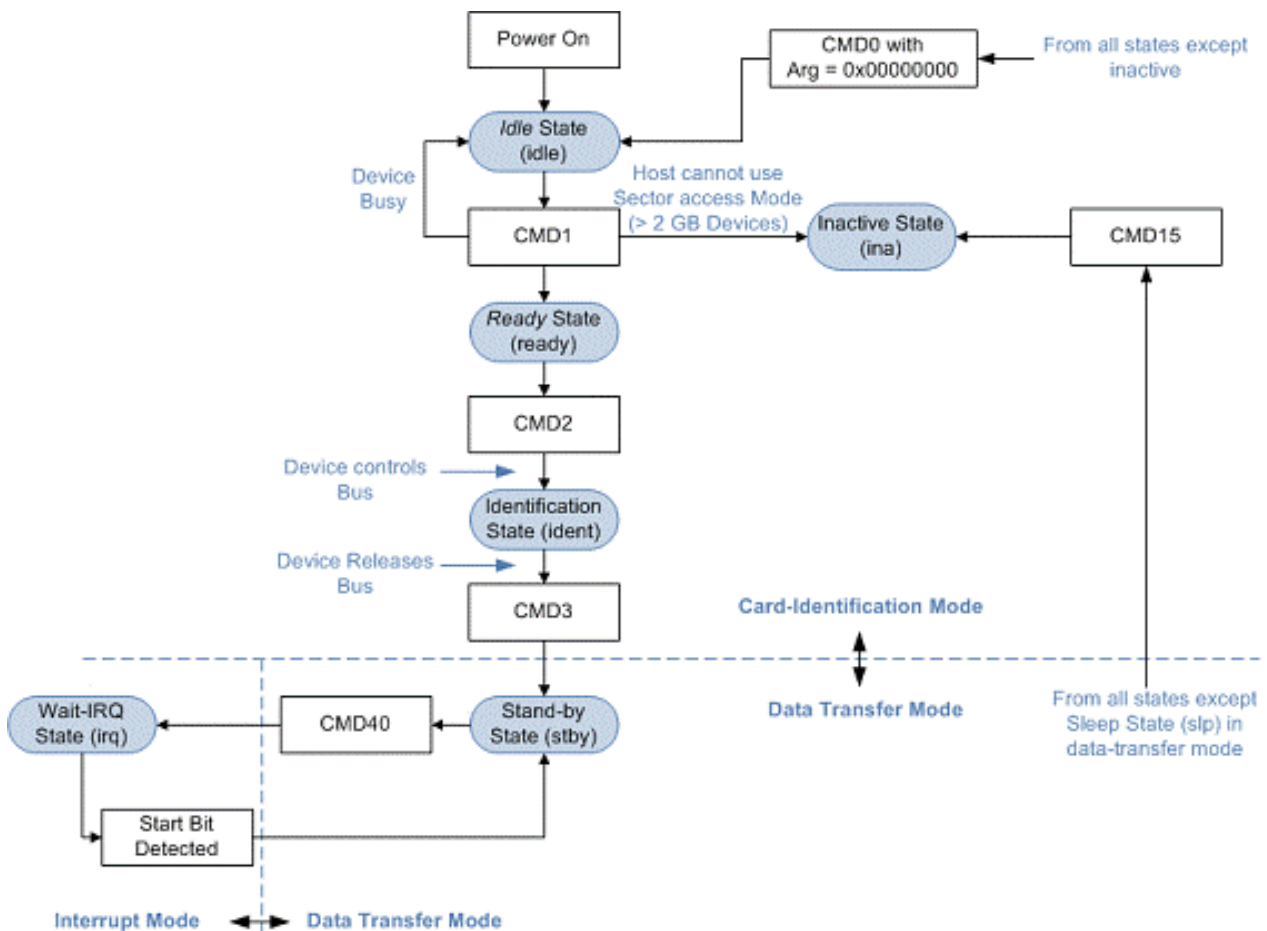 Power On
CMD0 with
Arg = 0x00000000
From all states except
inactive
Idle State
(idle)
Device
Busy
Host cannot use
Sector access Mode
(> 2 GB Devices)
CMD1
Inactive State
(ina)
CMD15
Ready State
(ready)
CMD2
Device controls
Bus
Identification
State (ident)
Device Releases
Bus
CMD3
Card-Identification Mode
Data Transfer Mode
Wait-IRQ
State (irq)
CMD40
Stand-by
State (stby)
From all states except
Sleep State (slp) in
data-transfer mode
Start Bit
Detected
Interrupt Mode
Data Transfer Mode